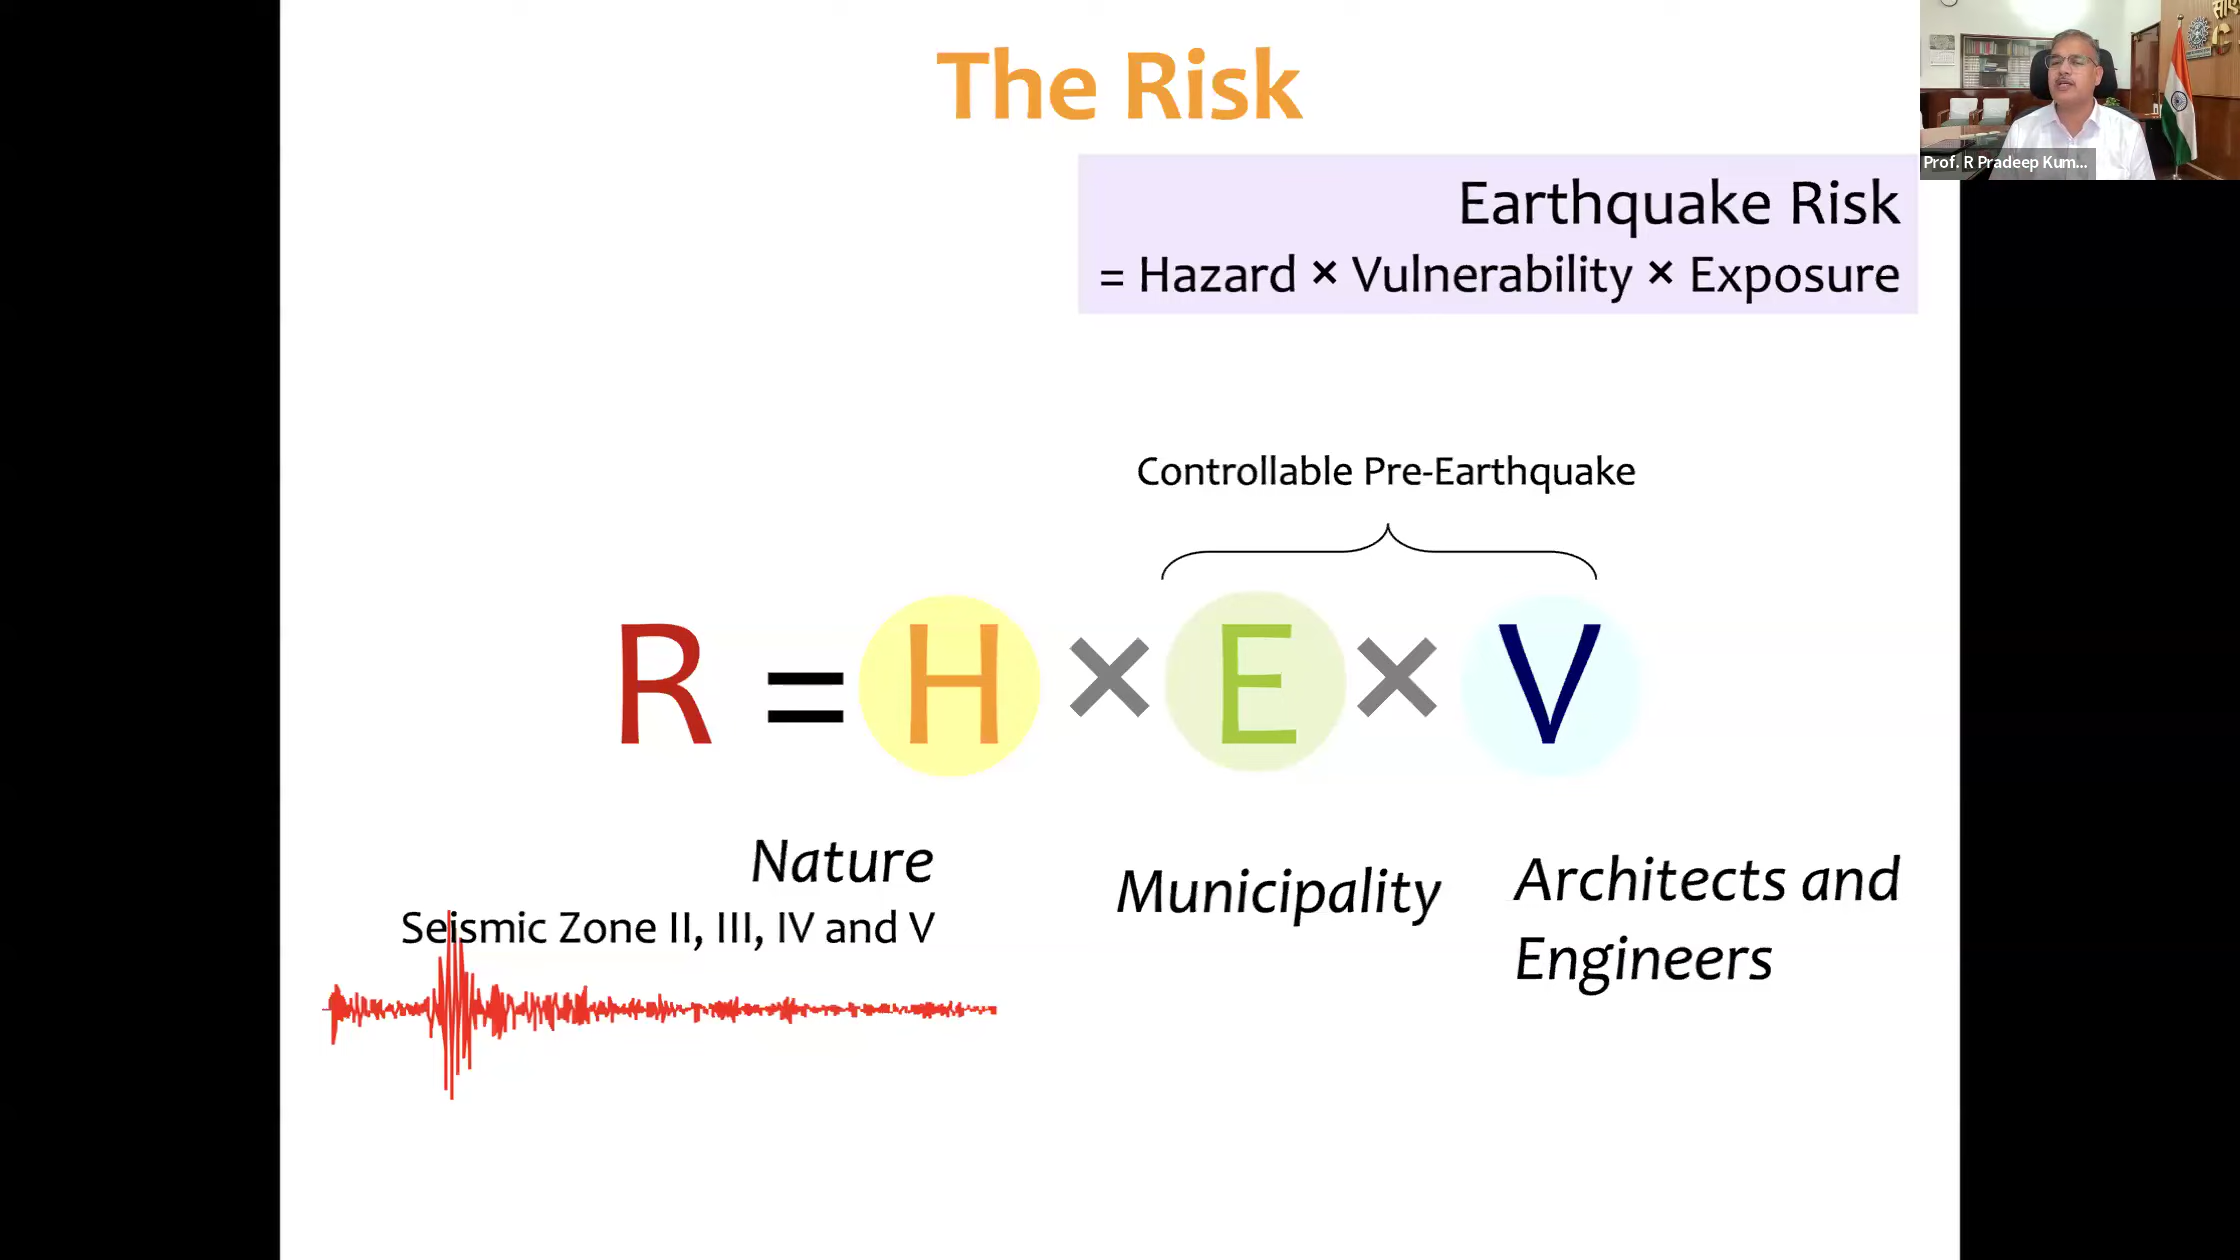 The Risk
Prof. R Pradeep Kum...
Earthquake Risk
= Hazard × Vulnerability × Exposure
Controllable Pre-Earthquake
R = H × E × V
Nature
Seismic Zone II, III, IV and V
Municipality
Architects and
Engineers